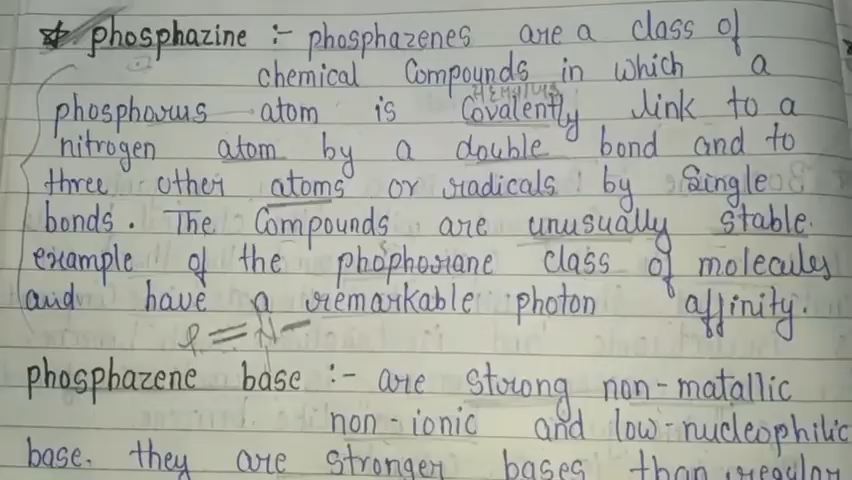 phosphazine :- phosphazenes are a class of
chemical Compounds in which a
phosphorus atom is Covalently link to a
nitrogen atom by a double bond and to
three other atoms or radicals by Single
bonds. The Compounds are unusually stable.
example of the phophorane class of molecules
and have a remarkable photon affinity.
P=N-
phosphazene base :- are strong non-matallic
non-ionic and low-nucleophilic
base. they are stronger bases than regular